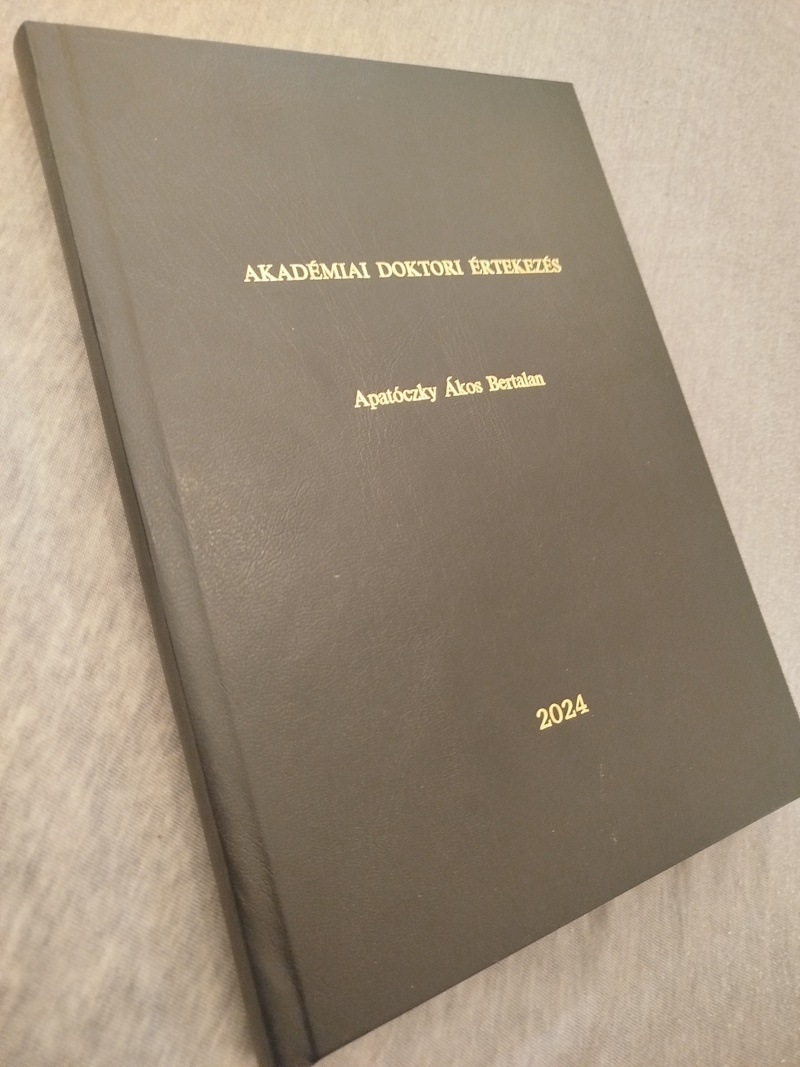 AKADÉMIAI DOKTORI ÉRTEKEZÉS
Apatóczky Ákos Bertalan
2024